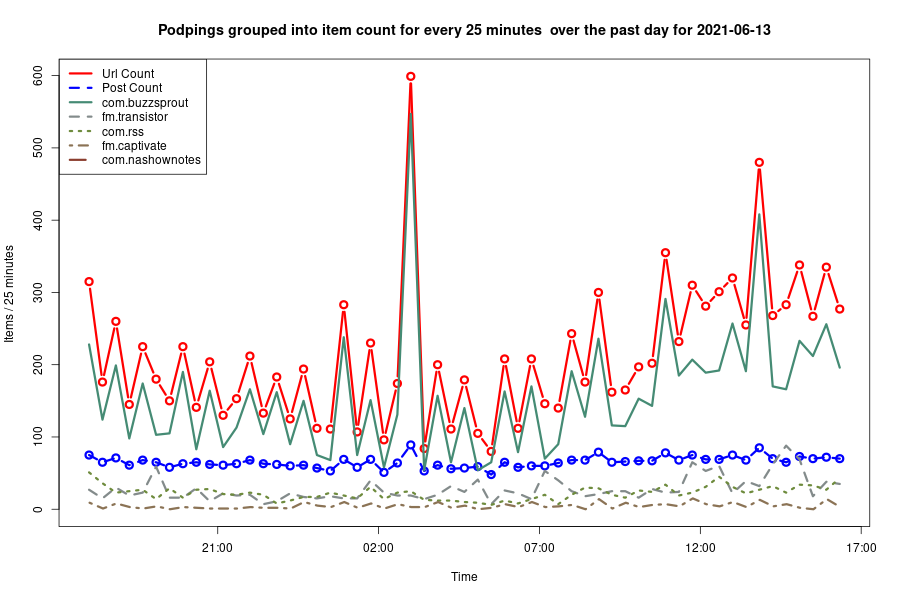 Podpings grouped into item count for every 25 minutes  over the past day for 2021-06-13
Url Count
Post Count
com.buzzsprout
fm.transistor
com.rss
fm.captivate
com.nashownotes
Items / 25 minutes
600
500
400
300
200
100
0
21:00
02:00
07:00
12:00
17:00
Time